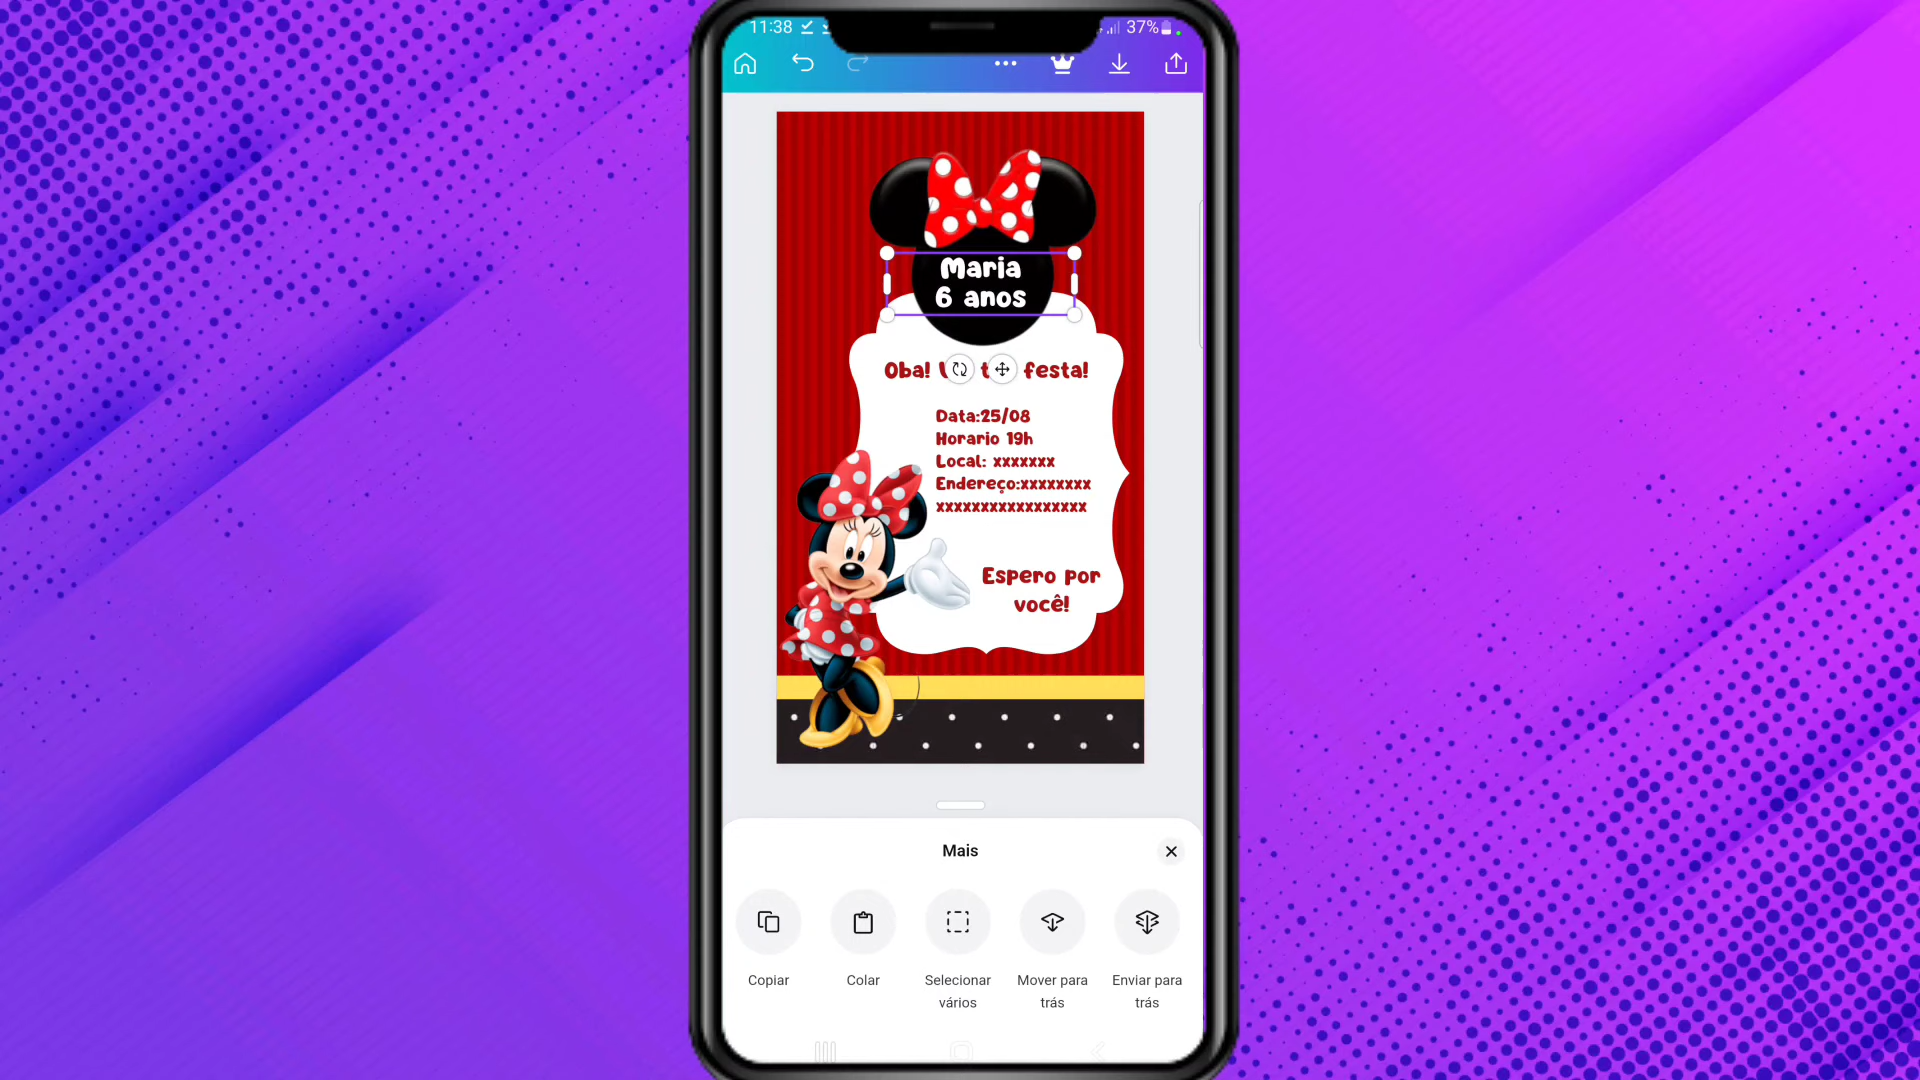 11:38
37%
Maria
6 anos
Oba! festa!
Data:25/08
Horario 19h
Local: xxxxxxx
Endereço:xxxxxxxx
xxxxxxxxxxxxxxxxx
Espero por
você!
Mais
Copiar
Colar
Selecionar
vários
Mover para
trás
Enviar para
trás